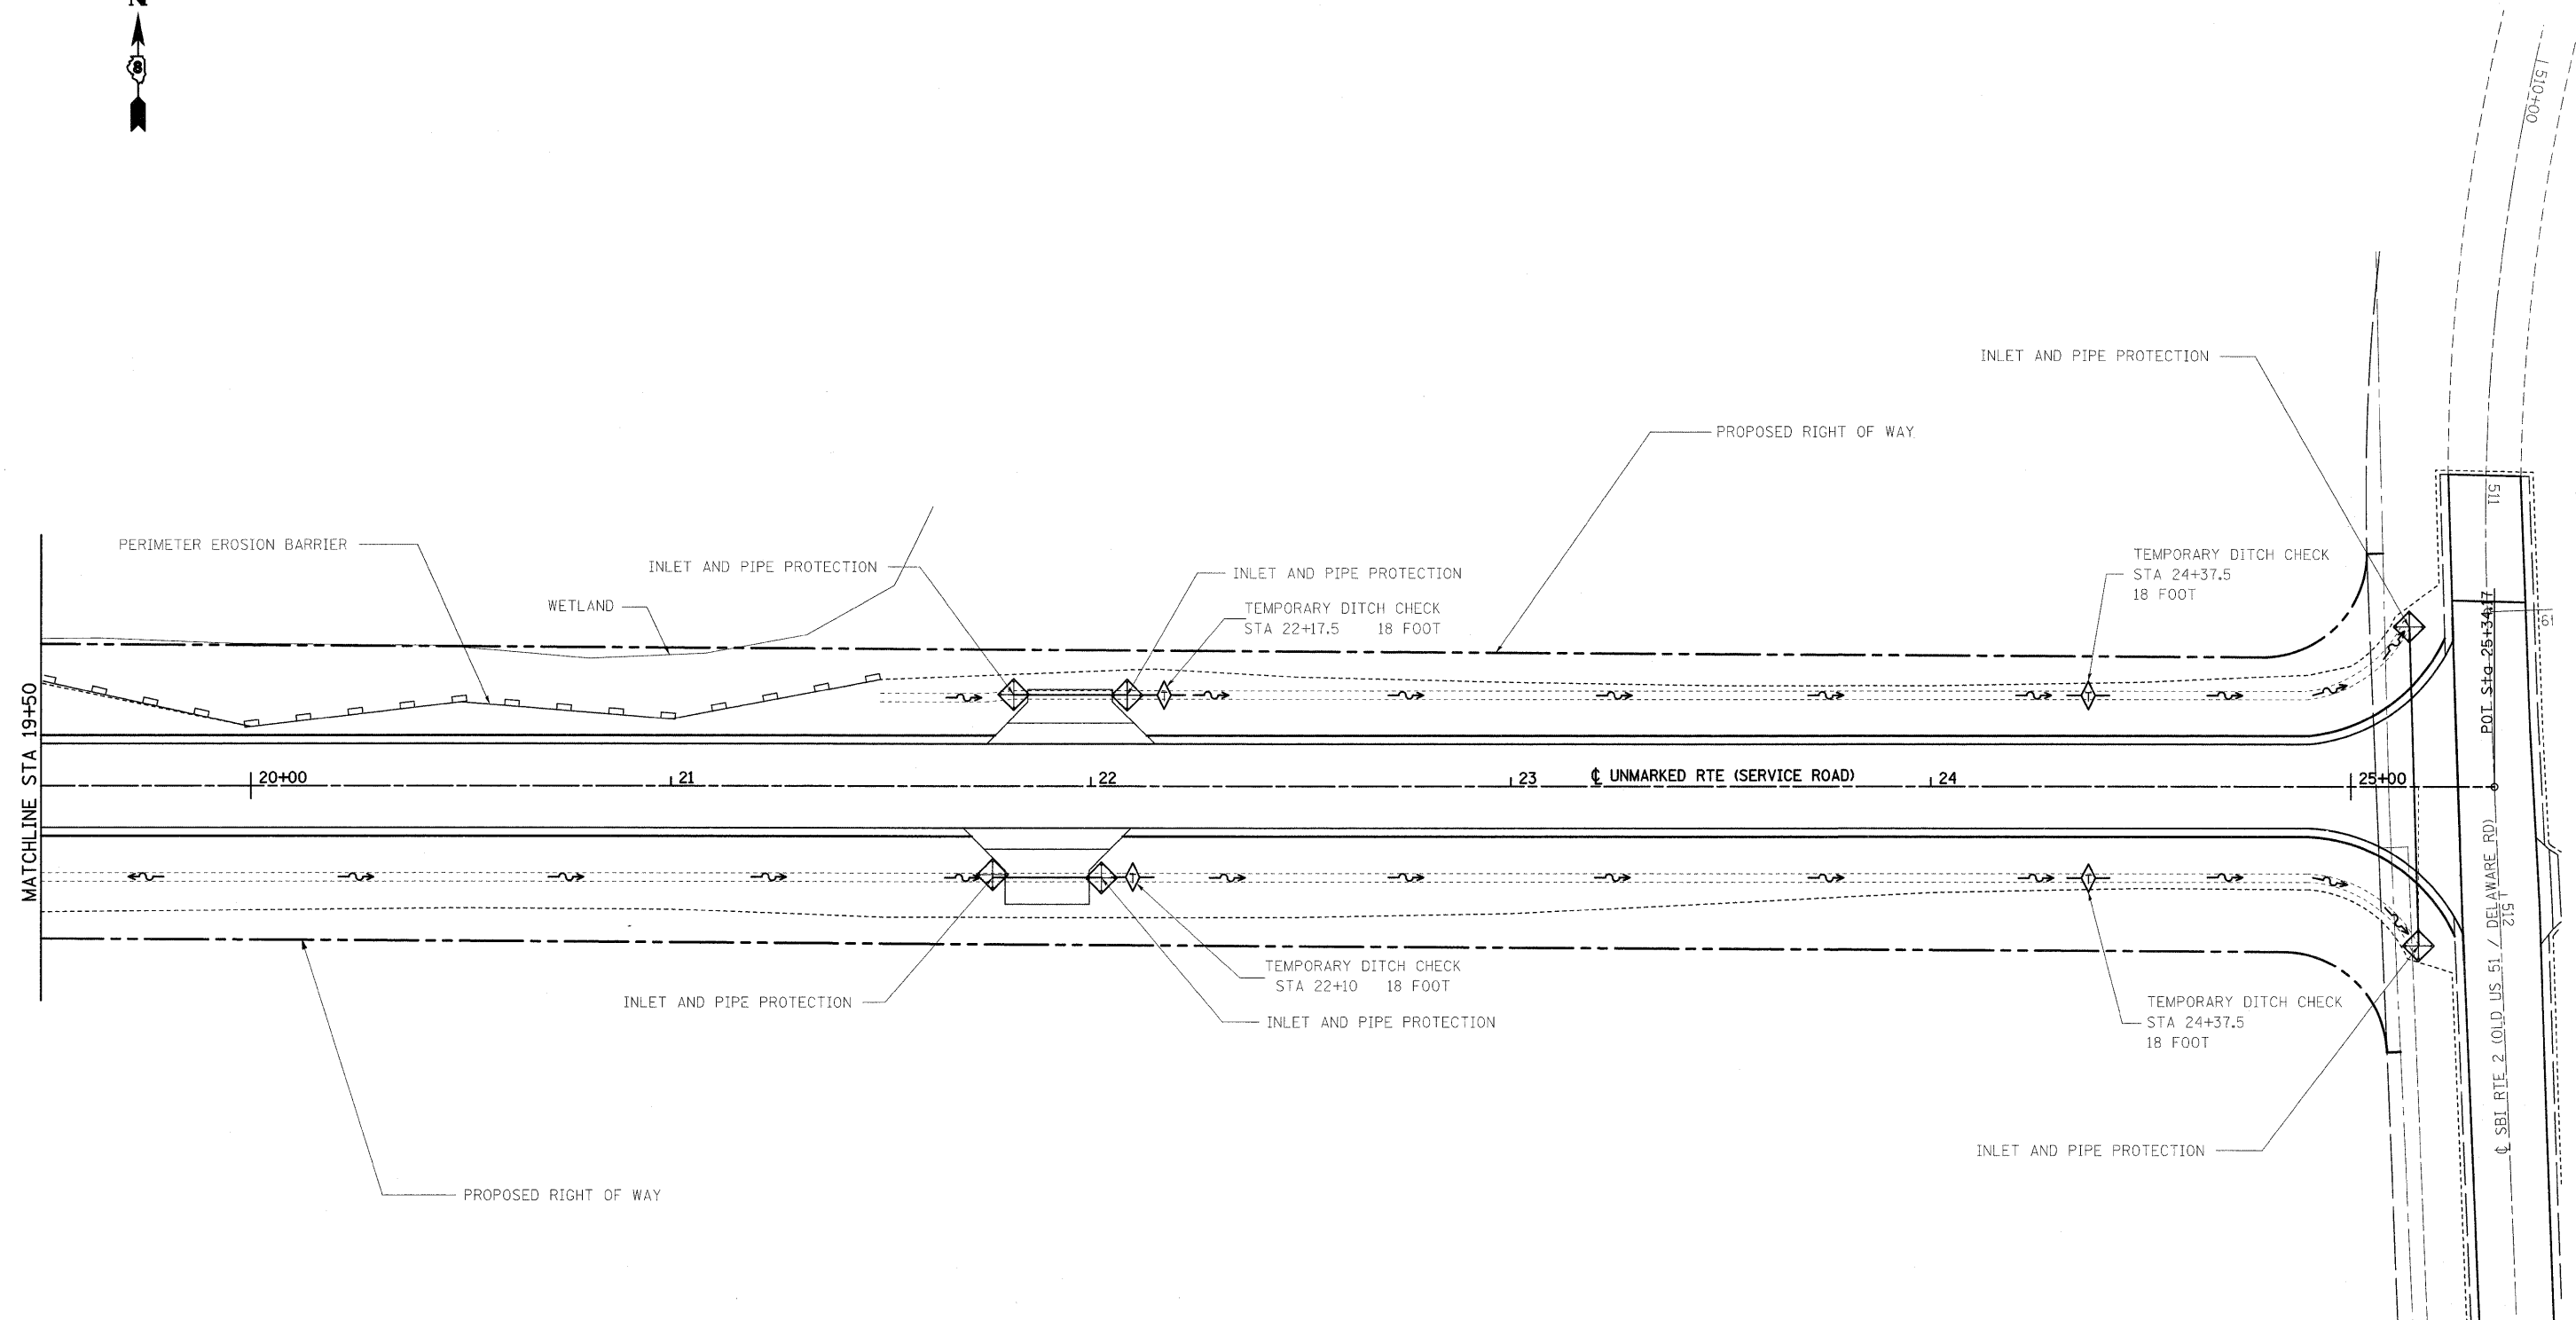 N
8
510+00
INLET AND PIPE PROTECTION
PROPOSED RIGHT OF WAY
511
PERIMETER EROSION BARRIER
INLET AND PIPE PROTECTION
INLET AND PIPE PROTECTION
TEMPORARY DITCH CHECK
STA 24+37.5
18 FOOT
WETLAND
TEMPORARY DITCH CHECK
STA 22+17.5 18 FOOT
T
T
POT Sta 25+34.17
MATCHLINE STA 19+50
20+00
21
22
23
℄ UNMARKED RTE (SERVICE ROAD)
24
25+00
T
T
512
℄ SBI RTE 2 (OLD US 51 / DELAWARE RD)
TEMPORARY DITCH CHECK
STA 22+10 18 FOOT
INLET AND PIPE PROTECTION
INLET AND PIPE PROTECTION
TEMPORARY DITCH CHECK
STA 24+37.5
18 FOOT
INLET AND PIPE PROTECTION
PROPOSED RIGHT OF WAY